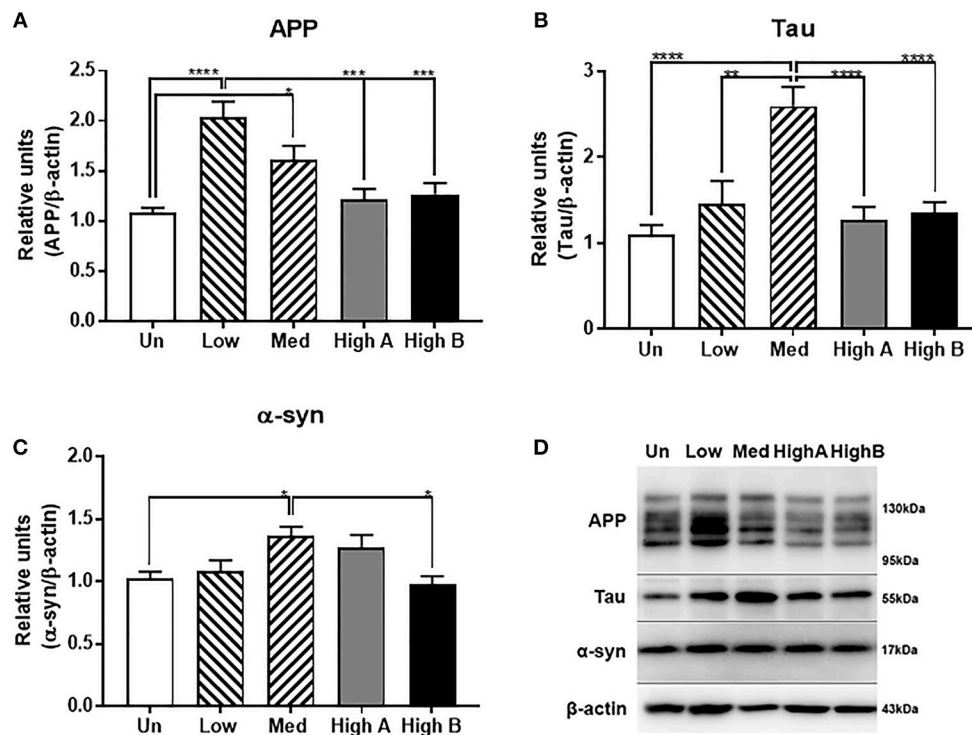 A
APP
Relative units
(APP/β-actin)
2.5
2.0
1.5
1.0
0.5
0.0
****
***
***
*
Un Low Med High A High B
B
Tau
Relative units
(Tau/β-actin)
3
2
1
0
****
**
****
****
Un Low Med High A High B
C
α-syn
Relative units
(α-syn/β-actin)
2.0
1.5
1.0
0.5
0.0
*
*
Un Low Med High A High B
D
Un Low Med HighA HighB
APP
130kDa
95kDa
Tau 55kDa
α-syn 17kDa
β-actin 43kDa